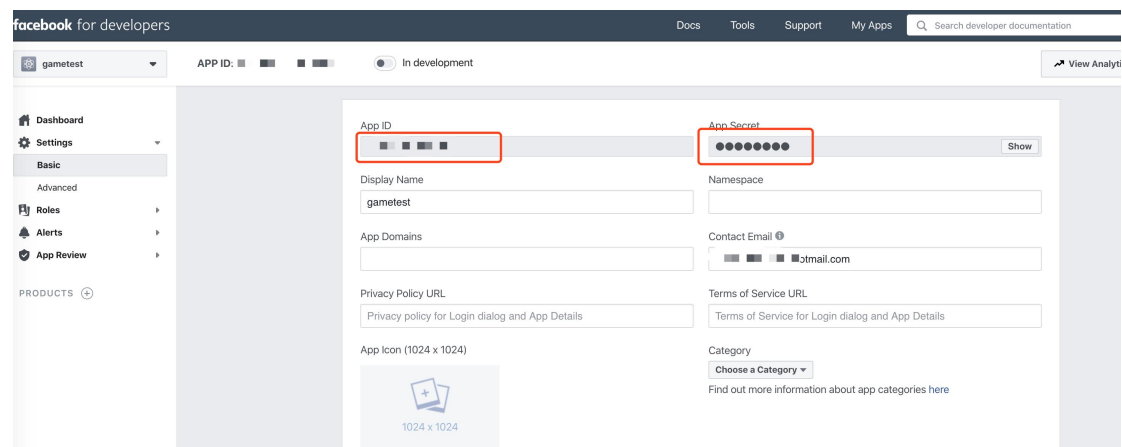 facebook for developers
Docs
Tools
Support
My Apps
Search developer documentation
gametest
APP ID:
In development
View Analyti
Dashboard
Settings
Basic
Advanced
Roles
Alerts
App Review
PRODUCTS
App ID
App Secret
●●●●●●●●
Show
Display Name
Namespace
gametest
App Domains
Contact Email
otmail.com
Privacy Policy URL
Terms of Service URL
Privacy policy for Login dialog and App Details
Terms of Service for Login dialog and App Details
App Icon (1024 x 1024)
Category
Choose a Category
Find out more information about app categories here
1024 x 1024